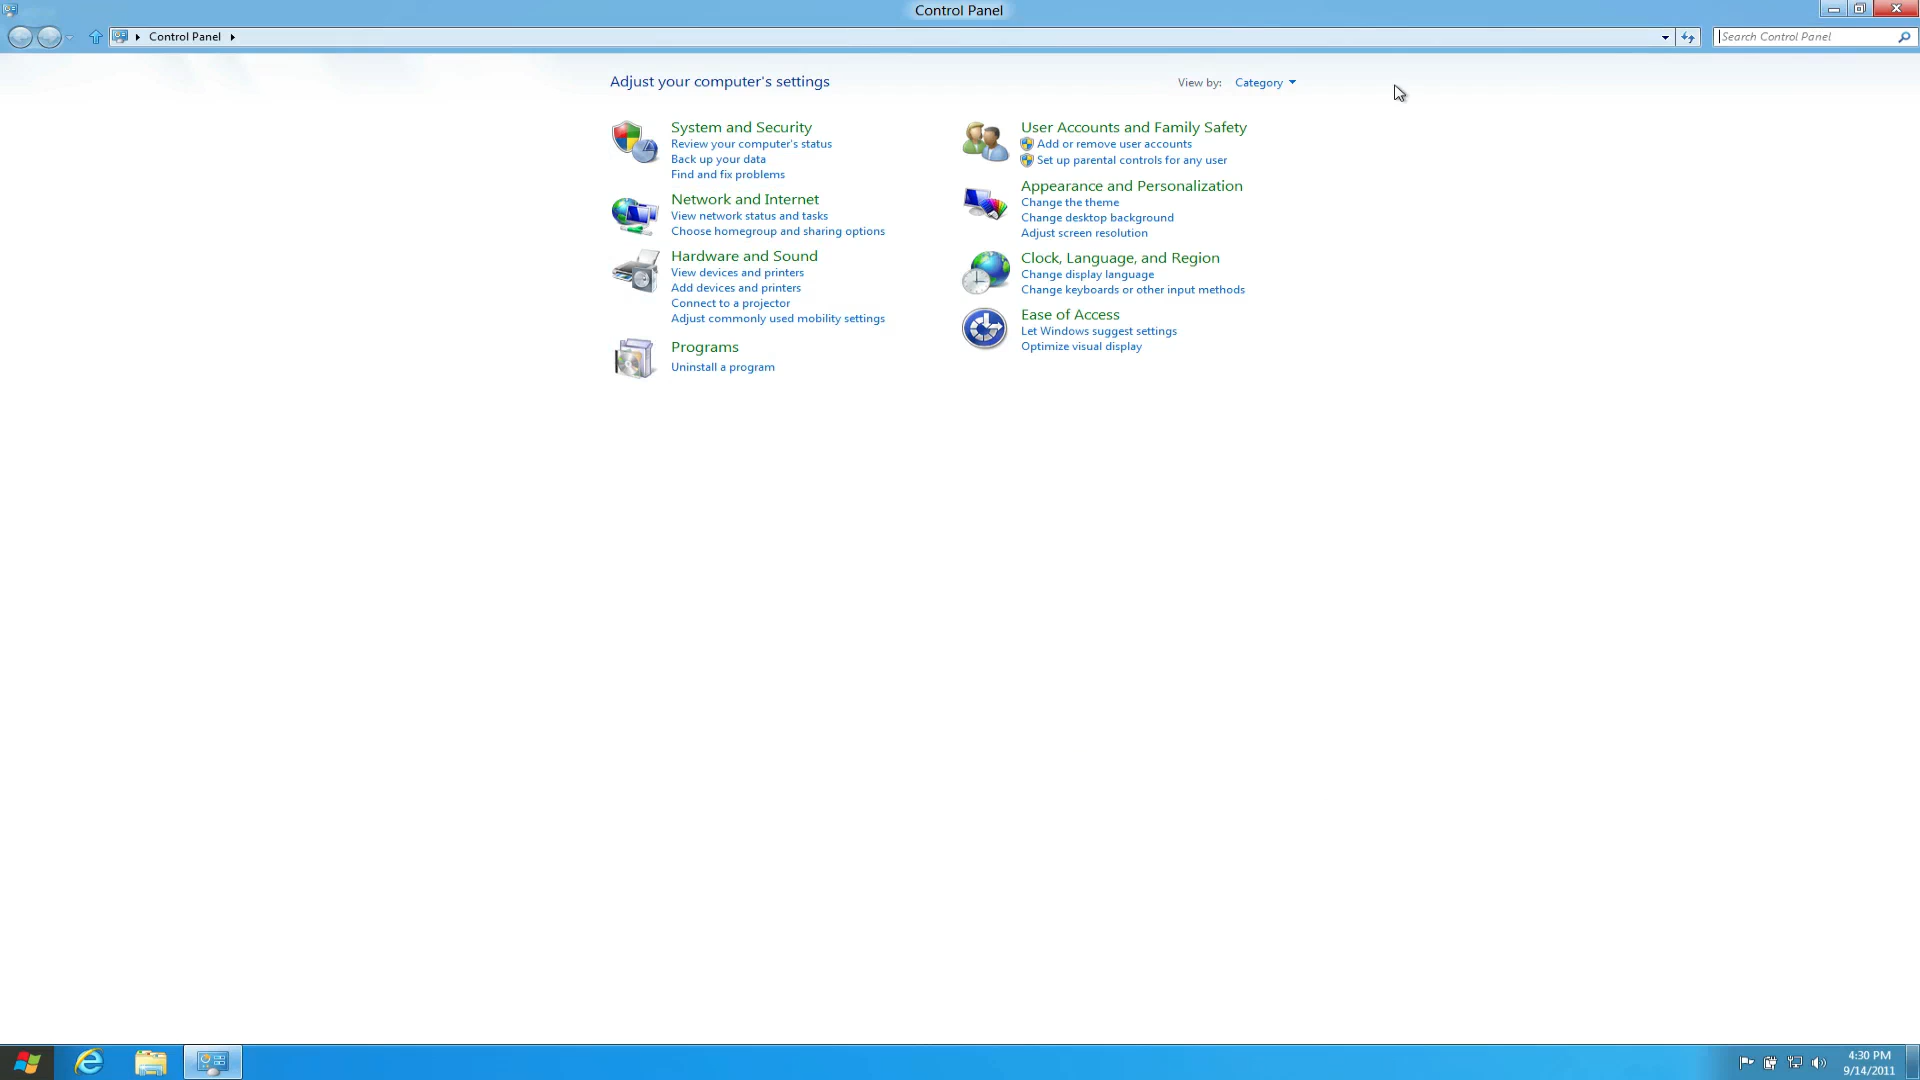 Control Panel
Control Panel
Search Control Panel
Adjust your computer's settings
View by: Category
System and Security
Review your computer's status
Back up your data
Find and fix problems
Network and Internet
View network status and tasks
Choose homegroup and sharing options
Hardware and Sound
View devices and printers
Add devices and printers
Connect to a projector
Adjust commonly used mobility settings
Programs
Uninstall a program
User Accounts and Family Safety
Add or remove user accounts
Set up parental controls for any user
Appearance and Personalization
Change the theme
Change desktop background
Adjust screen resolution
Clock, Language, and Region
Change display language
Change keyboards or other input methods
Ease of Access
Let Windows suggest settings
Optimize visual display
4:30 PM
9/14/2011